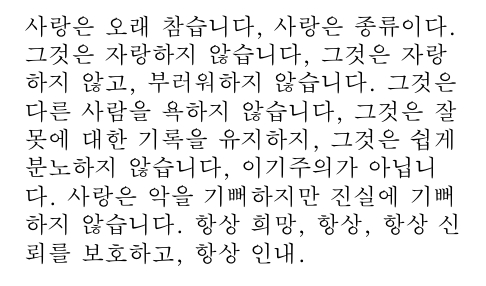 사랑은 오래 참습니다, 사랑은 종류이다.
그것은 자랑하지 않습니다, 그것은 자랑
하지 않고, 부러워하지 않습니다. 그것은
다른 사람을 욕하지 않습니다, 그것은 잘
못에 대한 기록을 유지하지, 그것은 쉽게
분노하지 않습니다, 이기주의가 아닙니
다. 사랑은 악을 기뻐하지만 진실에 기뻐
하지 않습니다. 항상 희망, 항상, 항상 신
뢰를 보호하고, 항상 인내.